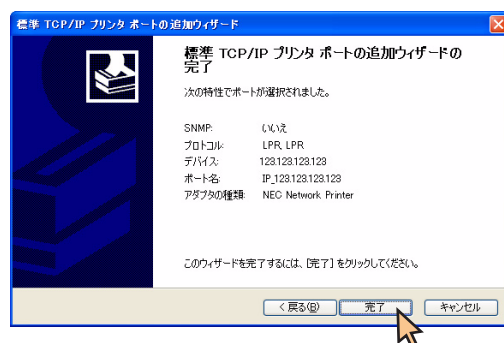 標準 TCP/IP プリンタ ポートの追加ウィザード
標準 TCP/IP プリンタ ポートの追加ウィザードの
完了
次の特性でポートが選択されました。
SNMP: いいえ
プロトコル: LPR, LPR
デバイス: 123.123.123.123
ポート名: IP_123.123.123.123
アダプタの種類: NEC Network Printer
このウィザードを完了するには、[完了] をクリックしてください。
< 戻る(B) 完了 キャンセル